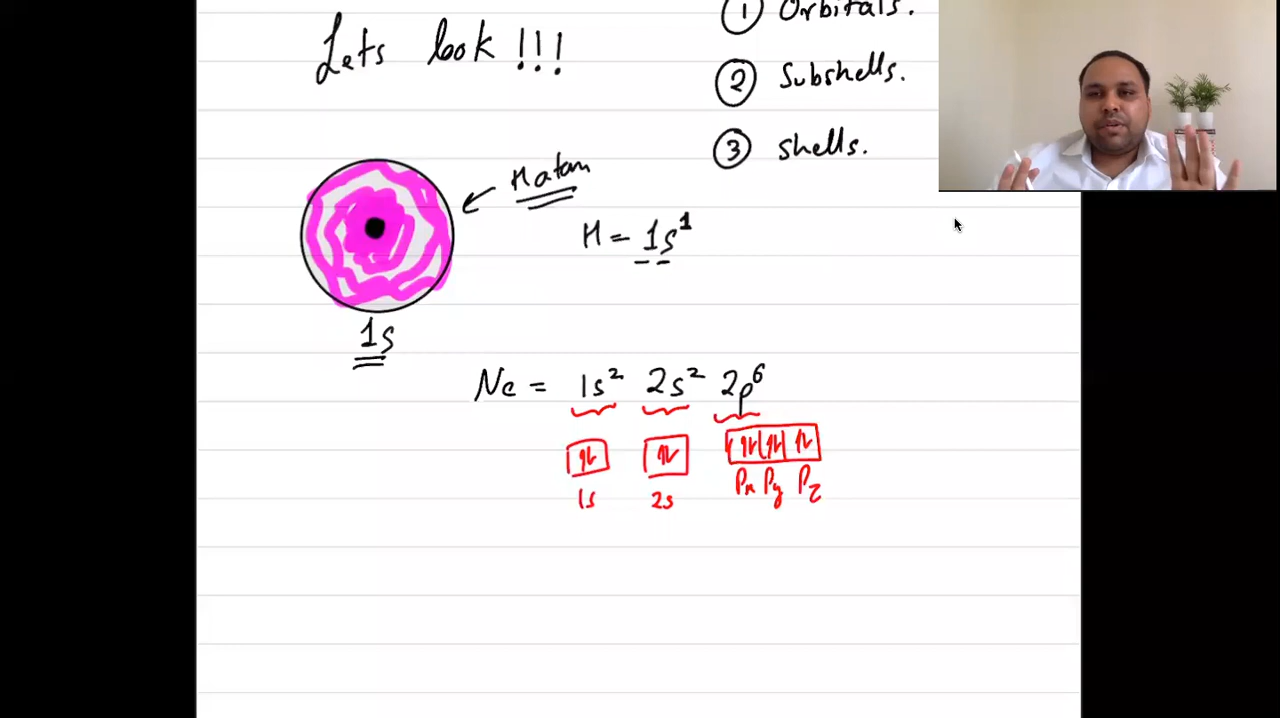 ① Orbitals.
Lets look !!!
② Subshells.
③ shells.
H atom
H = 1s¹
1s
Ne = 1s² 2s² 2p⁶
1s 2s Px Py Pz